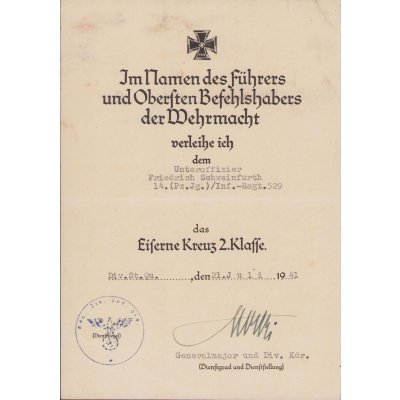 Im Namen des Führers
und Obersten Befehlshabers
der Wehrmacht
verleihe ich
dem
Unteroffizier
Friedrich Schweinfurth
14.(Pz.Jg.)/Inf.-Regt.529
das
Eiserne Kreuz 2. Klasse.
Div.St.Qu. ........., den 21.Juli 1941
(Dienstsiegel)
Generalmajor und Div. Kdr.
(Dienstgrad und Dienststellung)